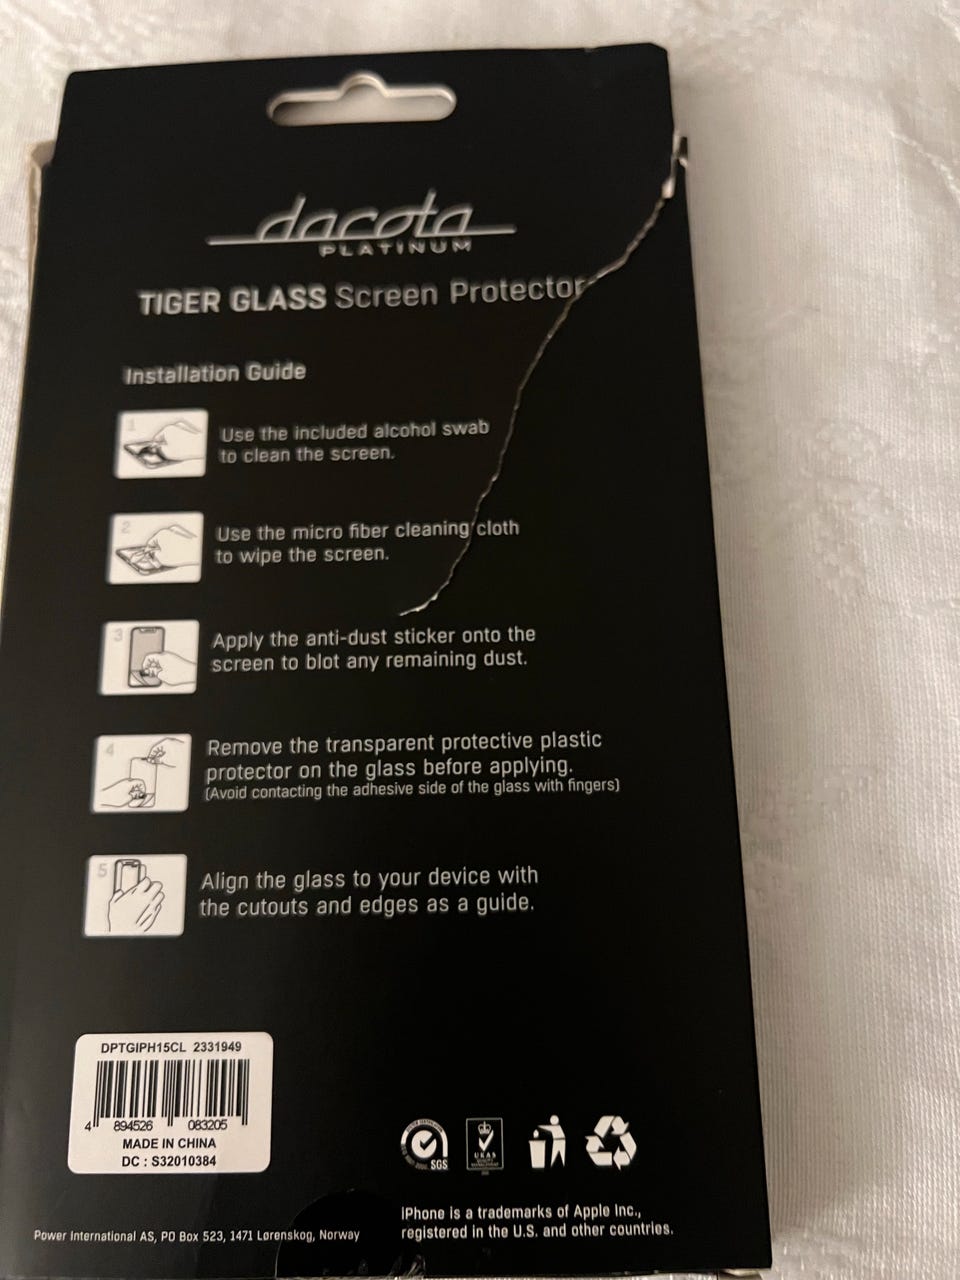 dacota
PLATINUM
TIGER GLASS Screen Protector
Installation Guide
1
Use the included alcohol swab
to clean the screen.
2
Use the micro fiber cleaning cloth
to wipe the screen.
3
Apply the anti-dust sticker onto the
screen to blot any remaining dust.
4
Remove the transparent protective plastic
protector on the glass before applying.
(Avoid contacting the adhesive side of the glass with fingers)
5
Align the glass to your device with
the cutouts and edges as a guide.
DPTGIPH15CL 2331949
4 894526 083205
MADE IN CHINA
DC : S32010384
SGS
UKAS
iPhone is a trademarks of Apple Inc.,
registered in the U.S. and other countries.
Power International AS, PO Box 523, 1471 Lørenskog, Norway